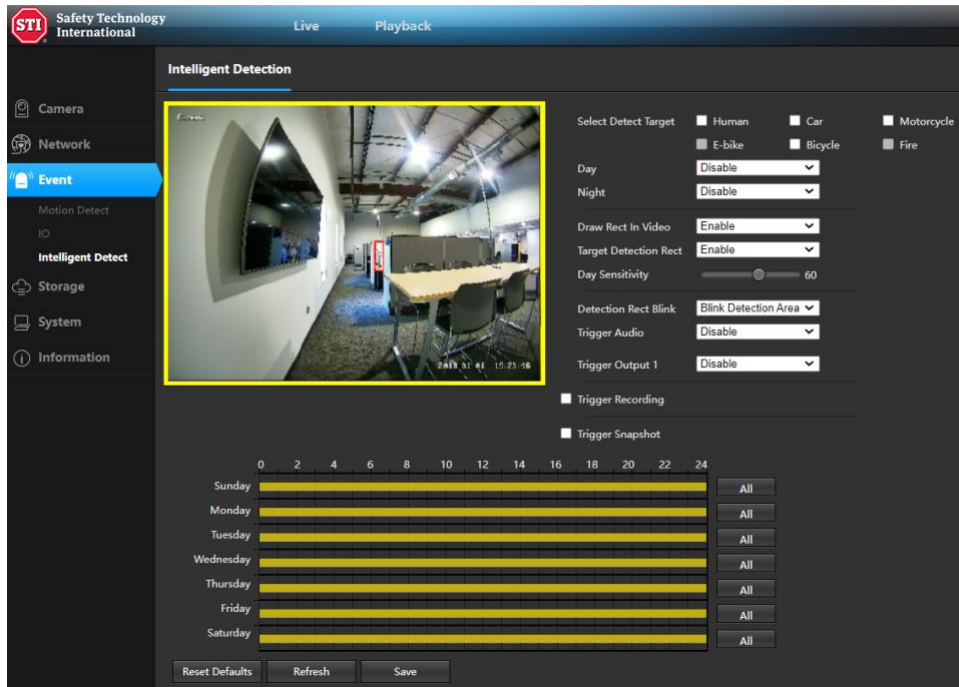 STI
Safety Technology
International
Live Playback
Intelligent Detection
Camera
Network
Event
Motion Detect
IO
Intelligent Detect
Storage
System
Information
Select Detect Target Human Car Motorcycle
E-bike Bicycle Fire
Day Disable
Night Disable
Draw Rect In Video Enable
Target Detection Rect Enable
Day Sensitivity 60
Detection Rect Blink Blink Detection Area
Trigger Audio Disable
Trigger Output 1 Disable
Trigger Recording
Trigger Snapshot
0 2 4 6 8 10 12 14 16 18 20 22 24
Sunday All
Monday All
Tuesday All
Wednesday All
Thursday All
Friday All
Saturday All
Reset Defaults Refresh Save